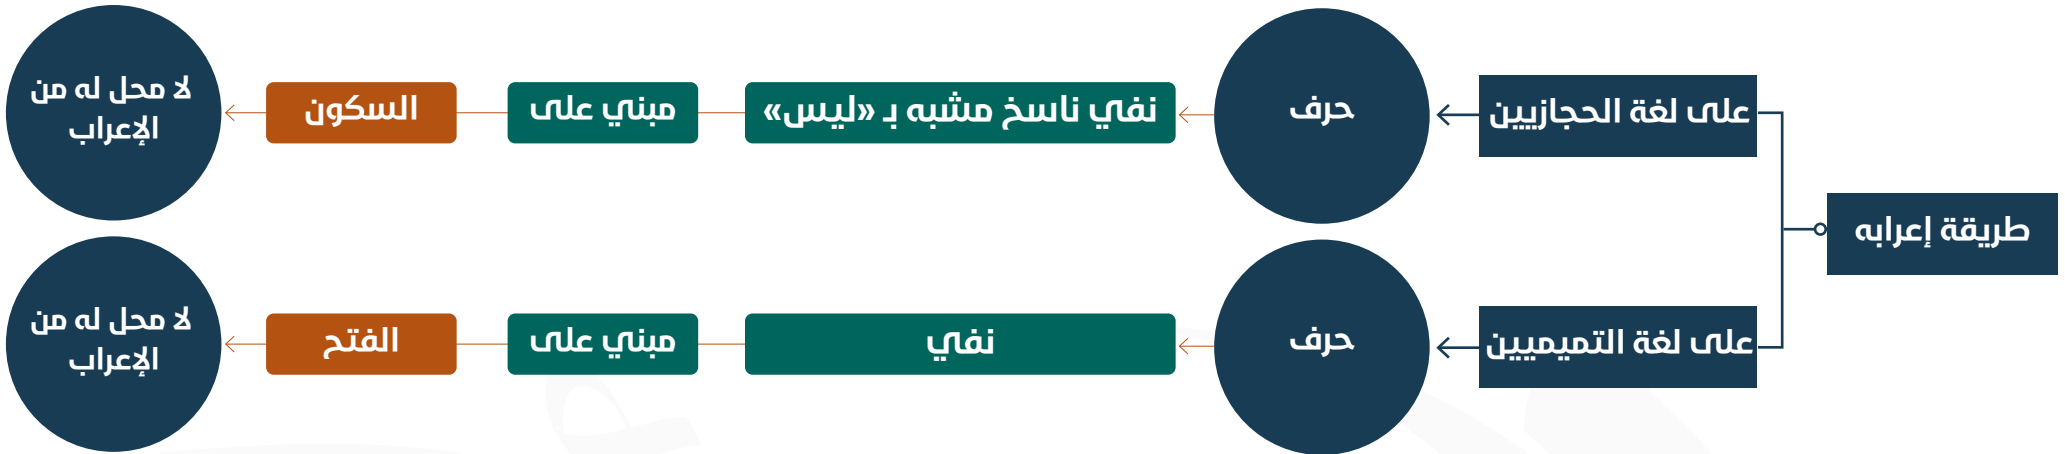 طريقة إعرابه
على لغة الحجازيين
حرف
نفي ناسخ مشبه بـ «ليس»
مبني على
السكون
لا محل له من
الإعراب
على لغة التميميين
حرف
نفي
مبني على
الفتح
لا محل له من
الإعراب